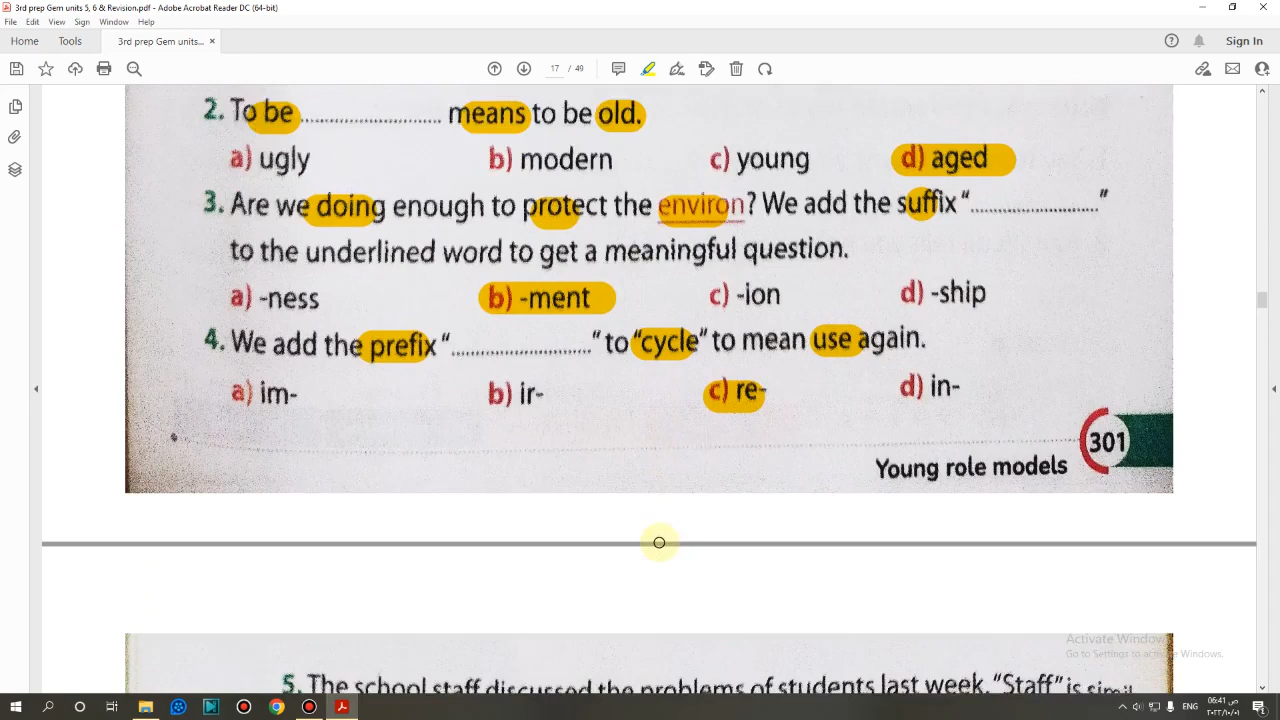 3rd prep Gem units 5, 6 & Revision.pdf - Adobe Acrobat Reader DC (64-bit)
File Edit View Sign Window Help
Home Tools 3rd prep Gem units... × Sign In
17 / 49
2. To be .............................. means to be old.
a) ugly b) modern c) young d) aged
3. Are we doing enough to protect the environ? We add the suffix ".............................."
to the underlined word to get a meaningful question.
a) -ness b) -ment c) -ion d) -ship
4. We add the prefix ".............................." to "cycle" to mean use again.
a) im- b) ir- c) re- d) in-
301
Young role models
Activate Windows
Go to Settings to activate Windows.
5. The school staff discussed the problems of students last week "Staff" is
ENG
06:41 ص